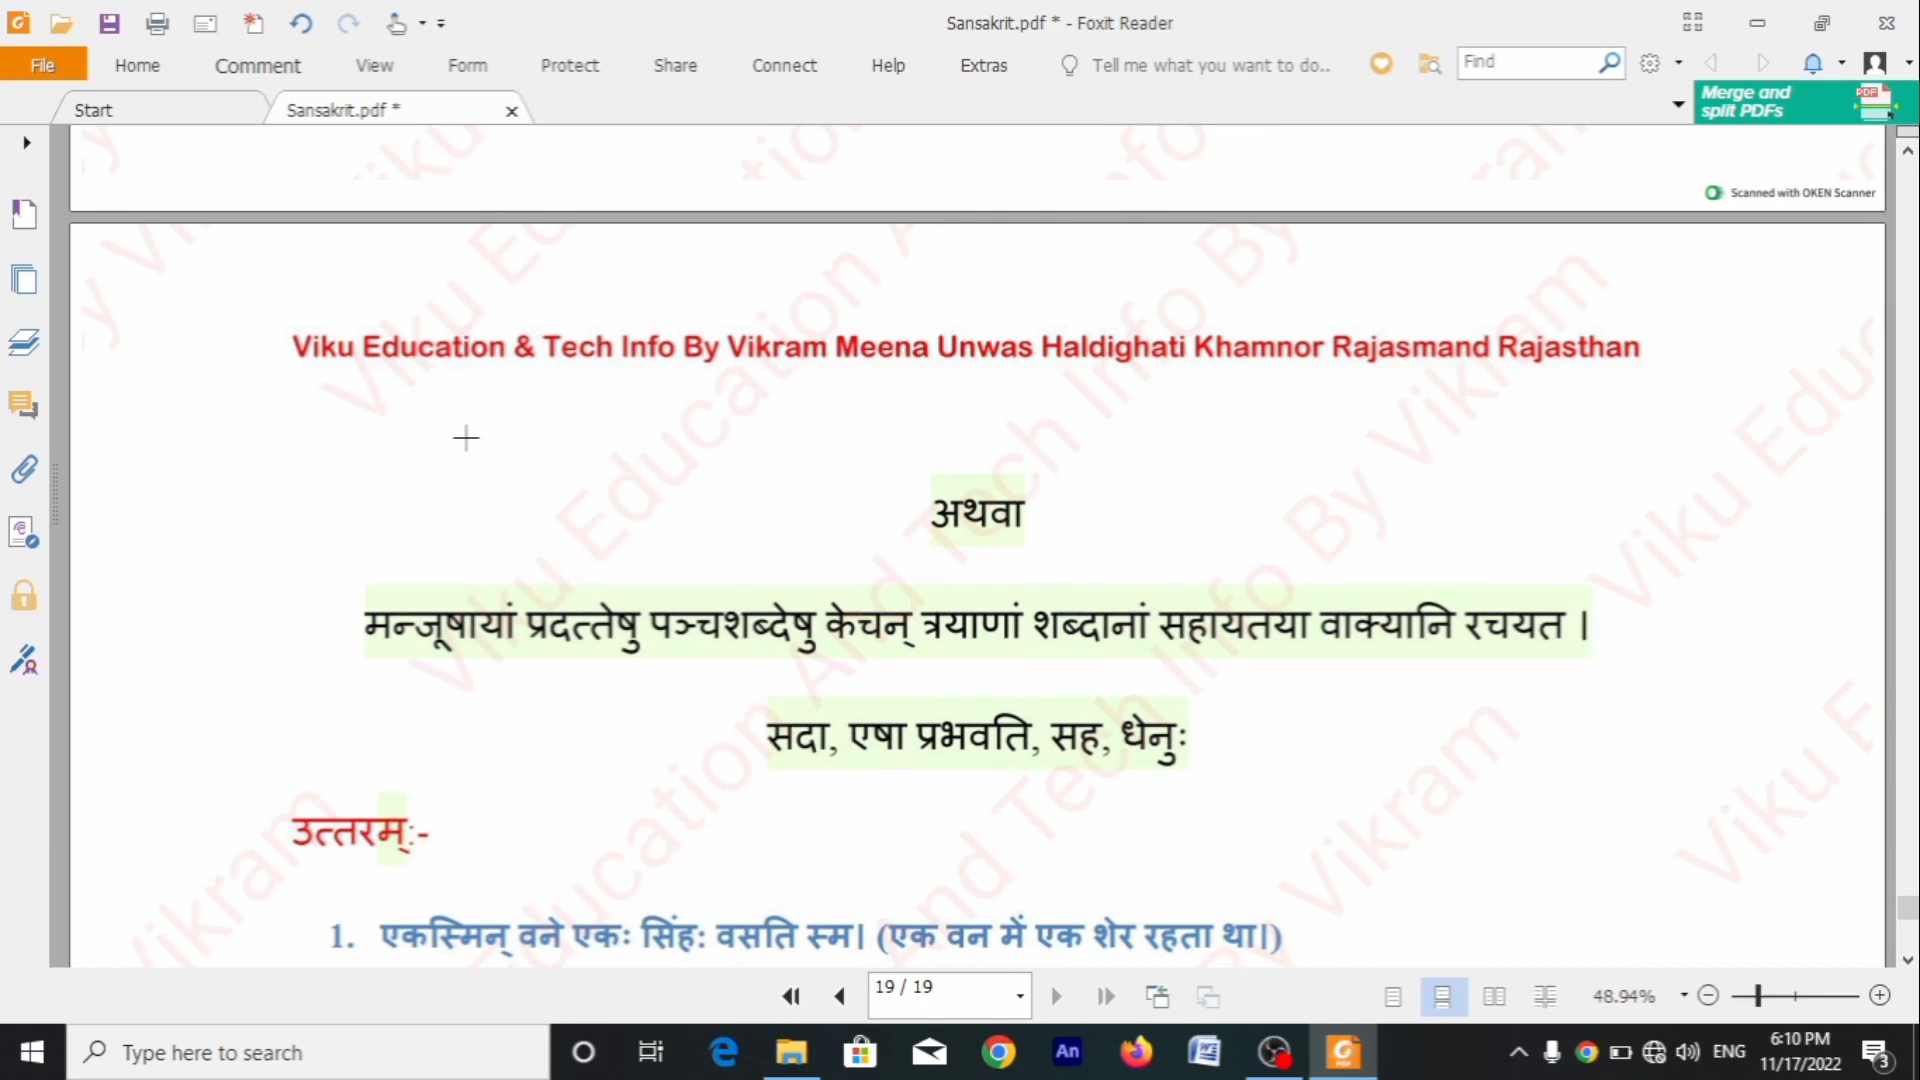 Sansakrit.pdf * - Foxit Reader
File Home Comment View Form Protect Share Connect Help Extras Tell me what you want to do.. Find
Start Sansakrit.pdf * Merge and
split PDFs
Scanned with OKEN Scanner
Viku Education & Tech Info By Vikram Meena Unwas Haldighati Khamnor Rajasmand Rajasthan
अथवा
मन्जूषायां प्रदत्तेषु पञ्चशब्देषु केचन् त्रयाणां शब्दानां सहायतया वाक्यानि रचयत ।
सदा, एषा प्रभवति, सह, धेनुः
उत्तरम्:-
1. एकस्मिन् वने एकः सिंह: वसति स्म। (एक वन में एक शेर रहता था।)
19 / 19 48.94%
Type here to search An ENG 6:10 PM
11/17/2022 3